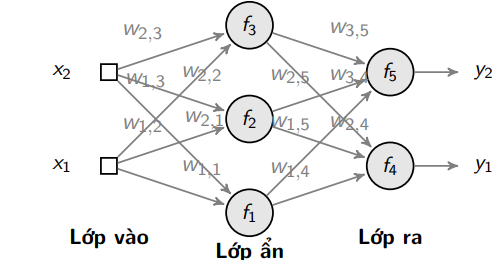 w2,3
f3
w3,5
x2
w1,3
w2,2
w2,5
w3,4
f5
y2
w1,2
w2,1
f2
w1,5
w2,4
x1
w1,1
w1,4
f4
y1
f1
Lớp vào
Lớp ẩn
Lớp ra